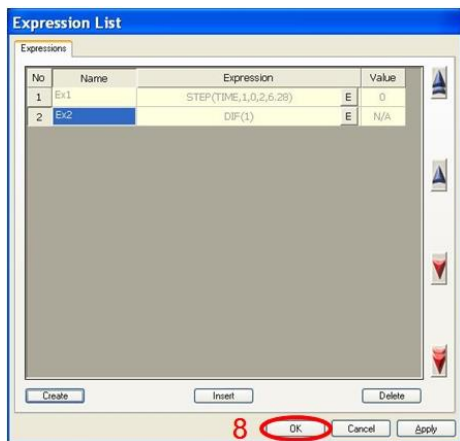 Expression List
Expressions
No Name Expression Value
1 Ex1 STEP(TIME,1,0,2,6.28) E 0
2 Ex2 DIF(1) E N/A
Create Insert Delete
8 OK Cancel Apply